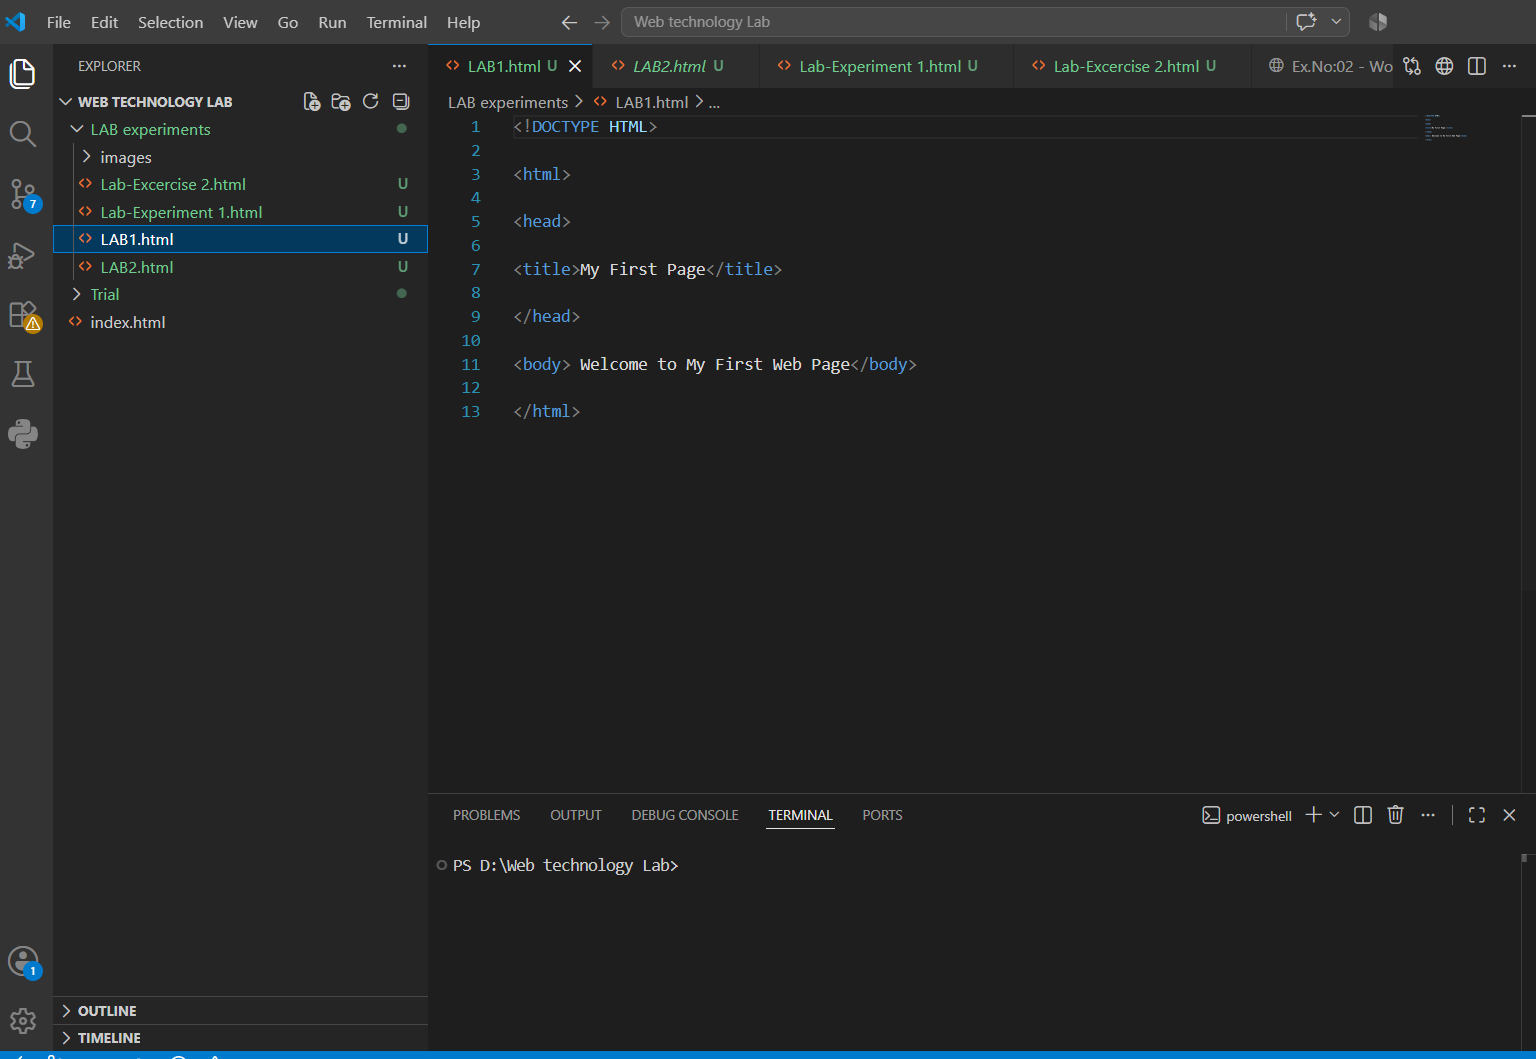 File Edit Selection View Go Run Terminal Help
Web technology Lab
EXPLORER
WEB TECHNOLOGY LAB
LAB experiments
images
Lab-Excercise 2.html U
Lab-Experiment 1.html U
LAB1.html U
LAB2.html U
Trial
index.html
7
1
OUTLINE
TIMELINE
LAB1.html U LAB2.html U Lab-Experiment 1.html U Lab-Excercise 2.html U Ex.No:02 - Wo
LAB experiments > LAB1.html > ...
1 <!DOCTYPE HTML>
2
3 <html>
4
5 <head>
6
7 <title>My First Page</title>
8
9 </head>
10
11 <body> Welcome to My First Web Page</body>
12
13 </html>
PROBLEMS OUTPUT DEBUG CONSOLE TERMINAL PORTS
powershell
PS D:\Web technology Lab>